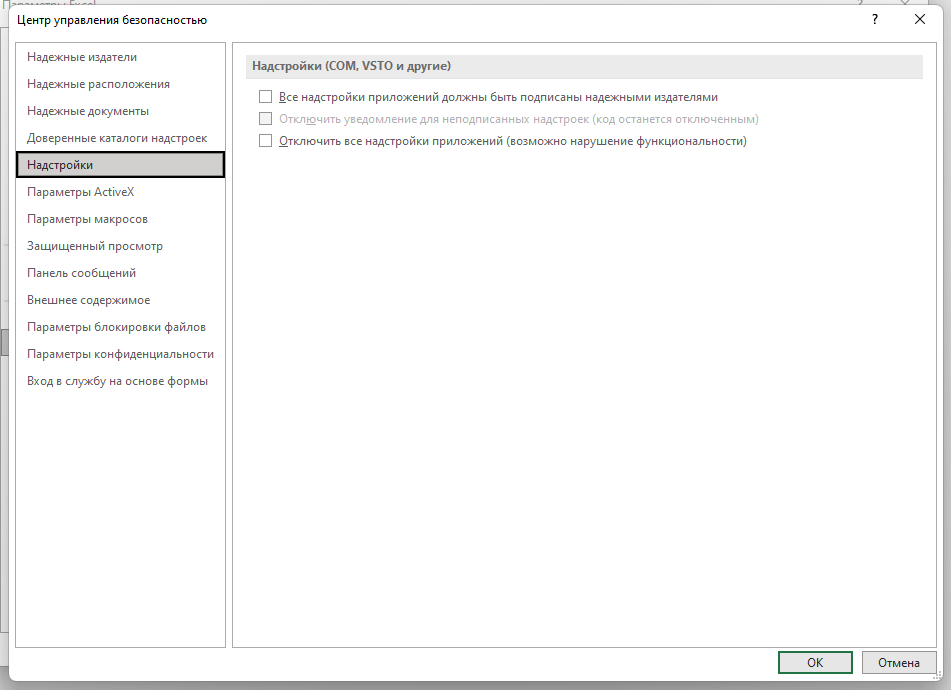 Параметры Excel
Центр управления безопасностью
?
Надежные издатели
Надежные расположения
Надежные документы
Доверенные каталоги надстроек
Надстройки
Параметры ActiveX
Параметры макросов
Защищенный просмотр
Панель сообщений
Внешнее содержимое
Параметры блокировки файлов
Параметры конфиденциальности
Вход в службу на основе формы
Надстройки (COM, VSTO и другие)
Все надстройки приложений должны быть подписаны надежными издателями
Отключить уведомление для неподписанных надстроек (код останется отключенным)
Отключить все надстройки приложений (возможно нарушение функциональности)
OK
Отмена